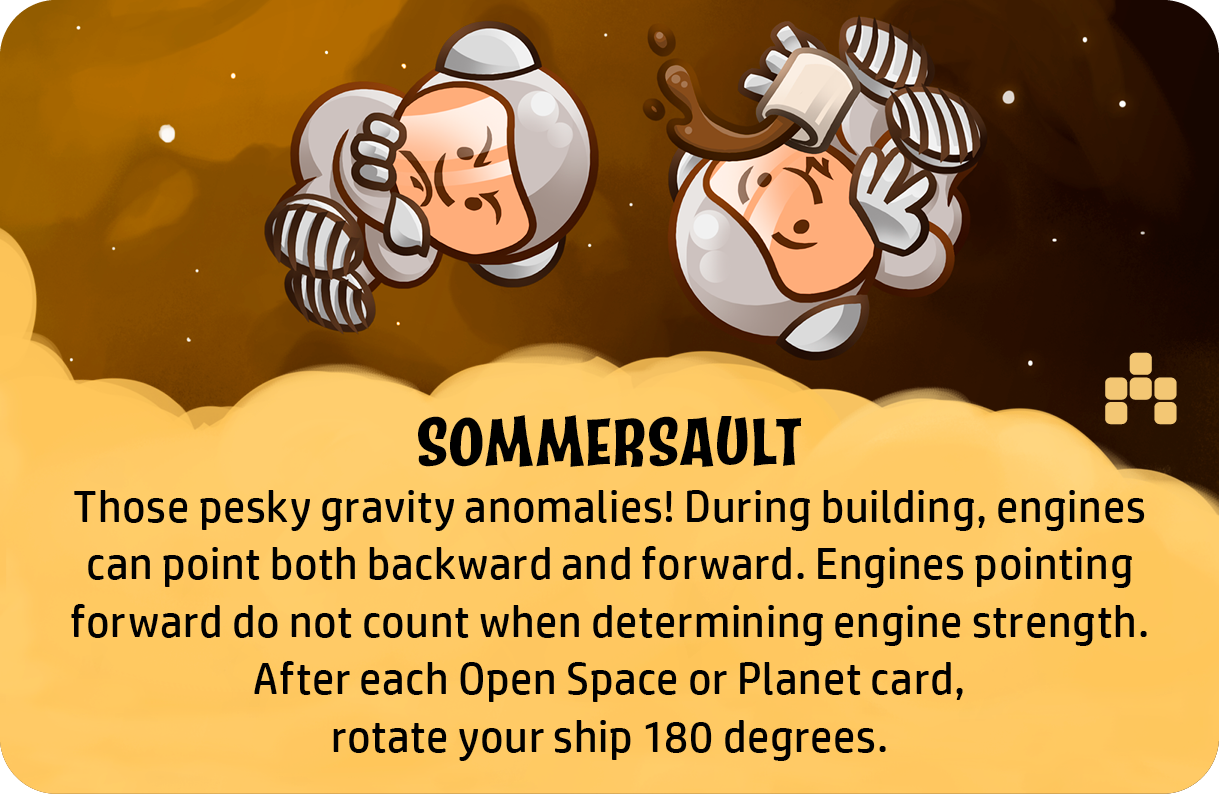 SOMMERSAULT
Those pesky gravity anomalies! During building, engines
can point both backward and forward. Engines pointing
forward do not count when determining engine strength.
After each Open Space or Planet card,
rotate your ship 180 degrees.